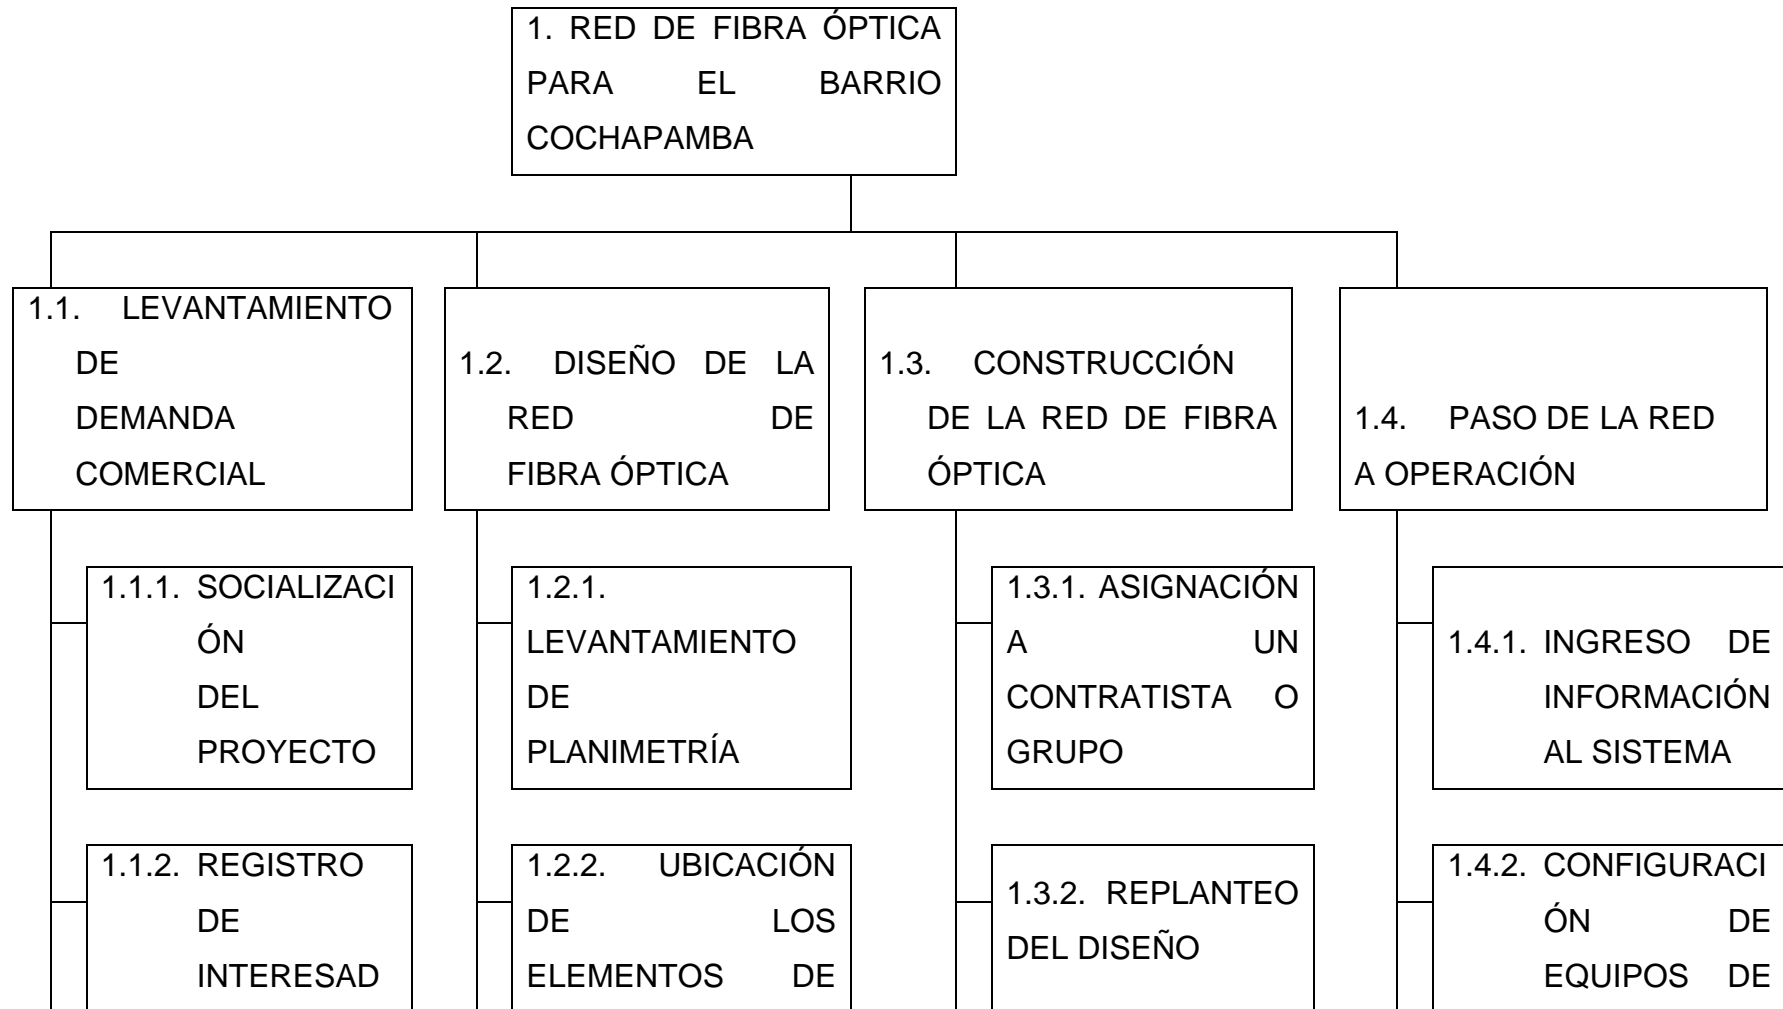 1. RED DE FIBRA ÓPTICA
PARA EL BARRIO
COCHAPAMBA
1.1. LEVANTAMIENTO
DE
DEMANDA
COMERCIAL
1.2. DISEÑO DE LA
RED DE
FIBRA ÓPTICA
1.3. CONSTRUCCIÓN
DE LA RED DE FIBRA
ÓPTICA
1.4. PASO DE LA RED
A OPERACIÓN
1.1.1. SOCIALIZACI
ÓN
DEL
PROYECTO
1.2.1.
LEVANTAMIENTO
DE
PLANIMETRÍA
1.3.1. ASIGNACIÓN
A UN
CONTRATISTA O
GRUPO
1.4.1. INGRESO DE
INFORMACIÓN
AL SISTEMA
1.1.2. REGISTRO
DE
INTERESAD
1.2.2. UBICACIÓN
DE LOS
ELEMENTOS DE
1.3.2. REPLANTEO
DEL DISEÑO
1.4.2. CONFIGURACI
ÓN DE
EQUIPOS DE